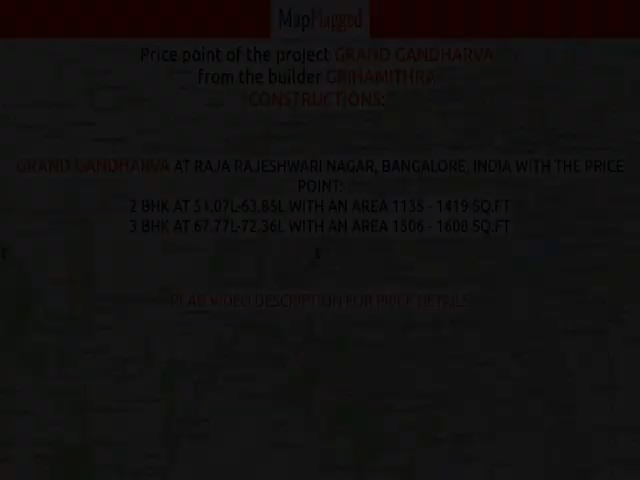 MapFlagged
Price point of the project GRAND GANDHARVA
from the builder GRIHAMITHRA
CONSTRUCTIONS:
GRAND GANDHARVA AT RAJA RAJESHWARI NAGAR, BANGALORE, INDIA WITH THE PRICE
POINT:
2 BHK AT 51.07L-63.85L WITH AN AREA 1135 - 1419 SQ.FT
3 BHK AT 67.77L-72.36L WITH AN AREA 1506 - 1608 SQ.FT
VIDEO DESCRIPTION FOR PRICE DETAILS